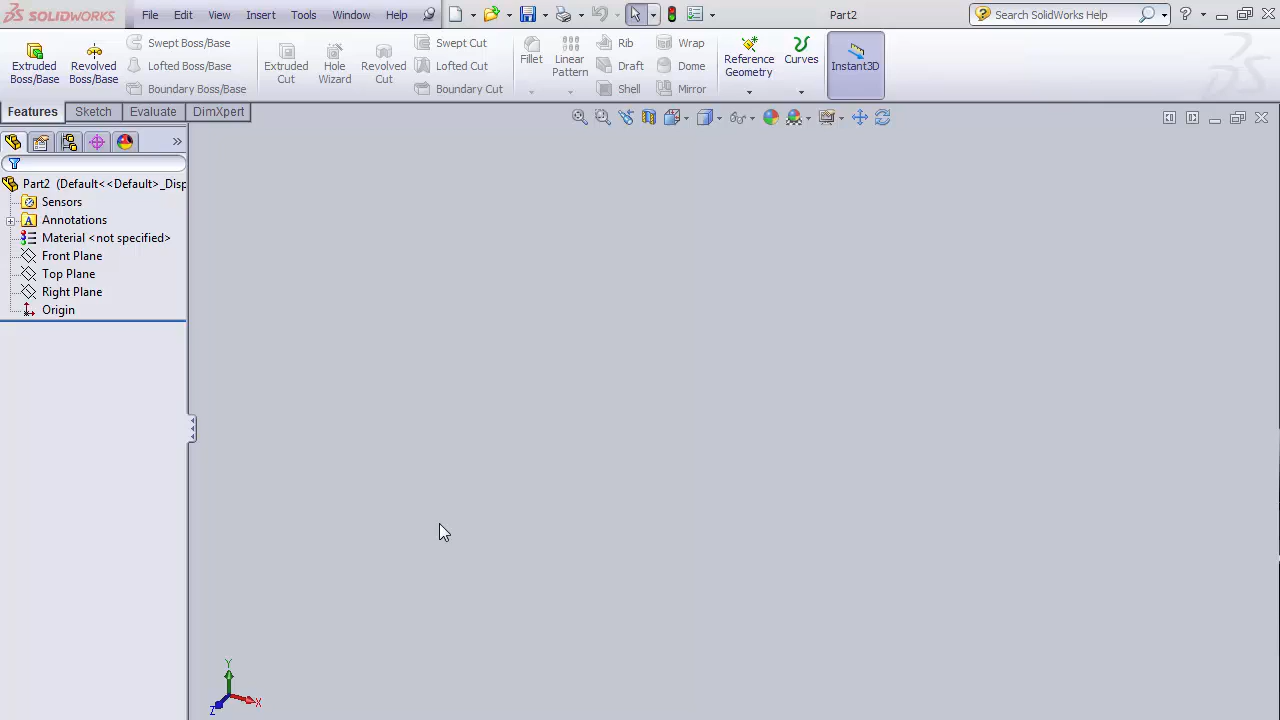 SOLIDWORKS File Edit View Insert Tools Window Help Part2 Search SolidWorks Help ?
Extruded Boss/Base
Revolved Boss/Base
Swept Boss/Base
Lofted Boss/Base
Boundary Boss/Base
Extruded Cut
Hole Wizard
Revolved Cut
Swept Cut
Lofted Cut
Boundary Cut
Fillet
Linear Pattern
Rib
Draft
Shell
Wrap
Dome
Mirror
Reference Geometry
Curves
Instant3D
Features Sketch Evaluate DimXpert
Part2 (Default<<Default>_Disp
Sensors
Annotations
Material <not specified>
Front Plane
Top Plane
Right Plane
Origin
Y
X
Z